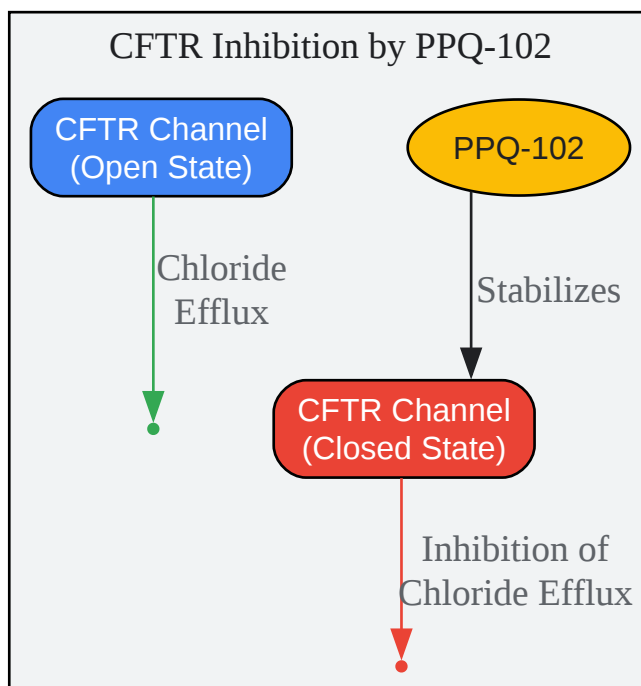 CFTR Inhibition by PPQ-102
CFTR Channel
(Open State)
PPQ-102
Chloride
Efflux
Stabilizes
CFTR Channel
(Closed State)
Inhibition of
Chloride Efflux